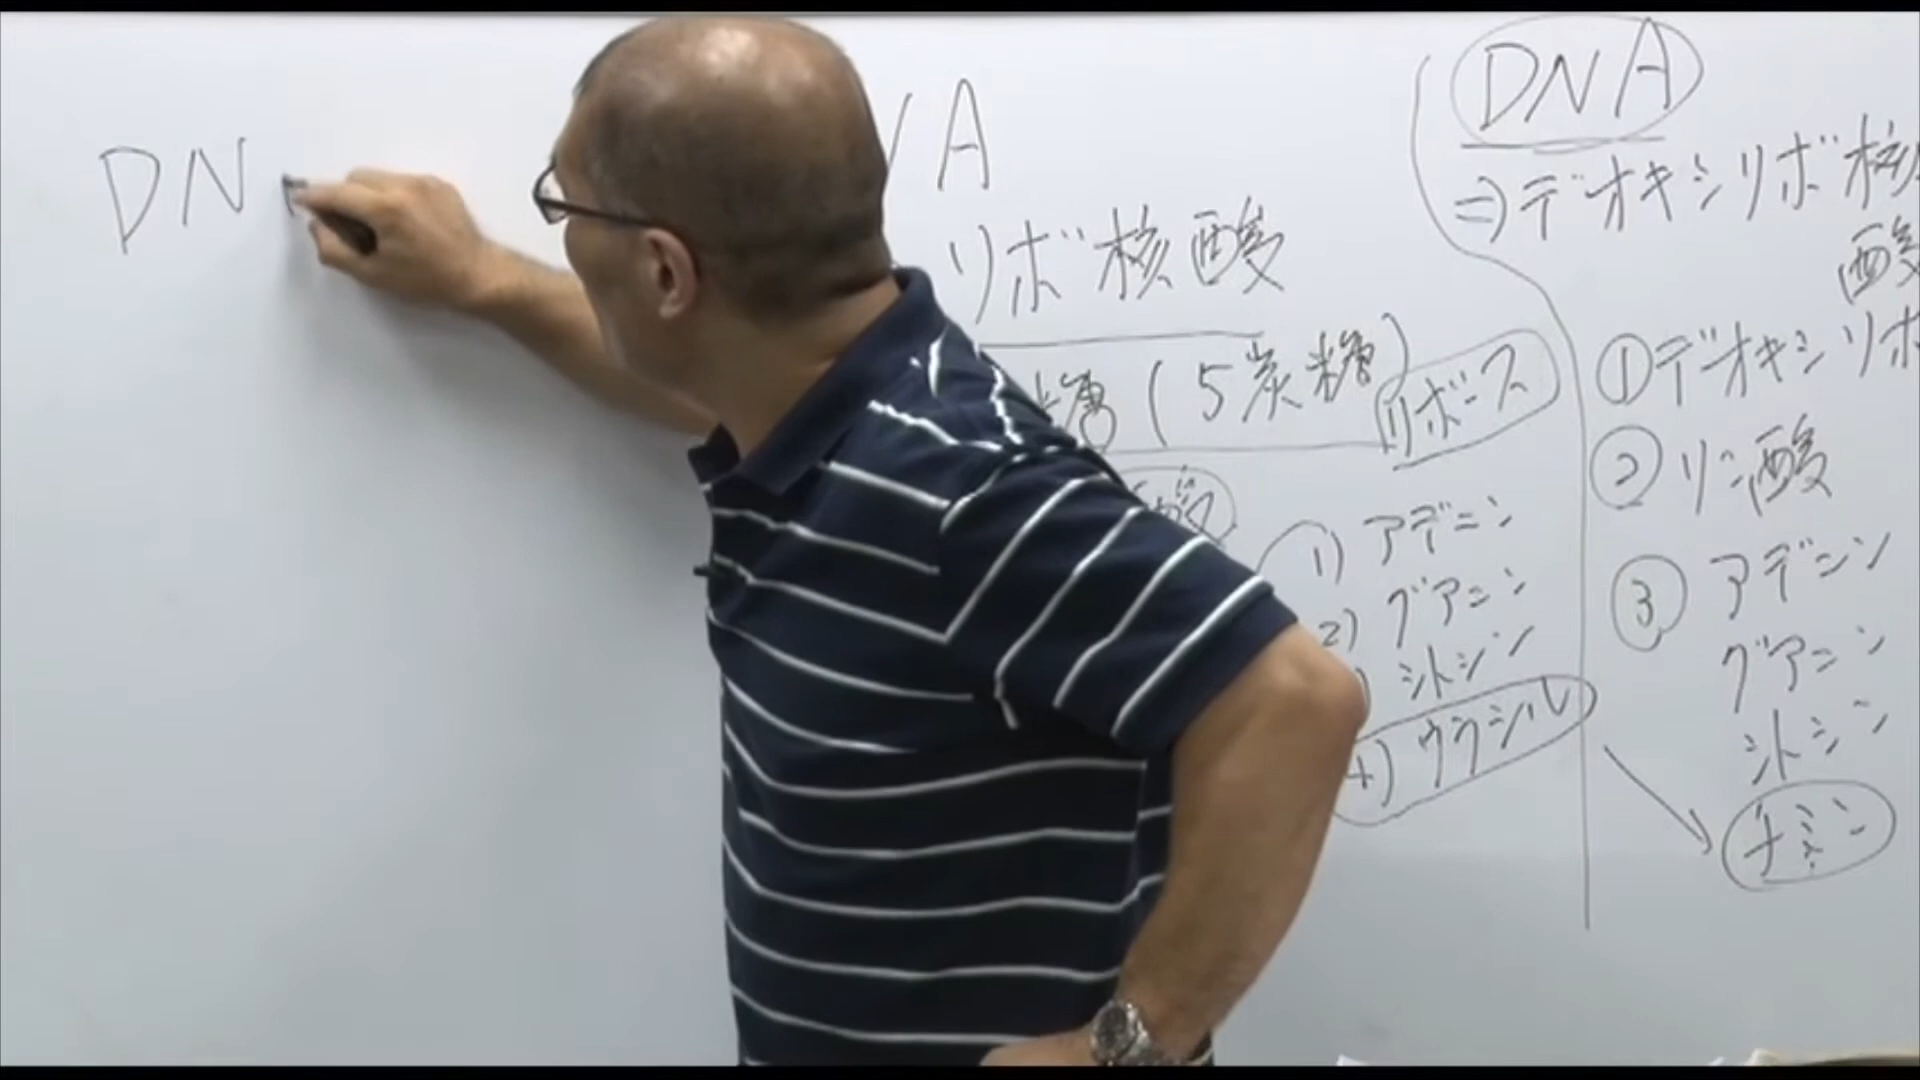 DN
A
リボ核酸
糖(5炭糖)
リボース
酸
1) アデニン
2) グアニン
) シトシン
4) ウラシル
DNA
⇒デオキシリボ核
酸
①デオキシリボ
②リン酸
③アデニン
グアニン
シトシン
チミン